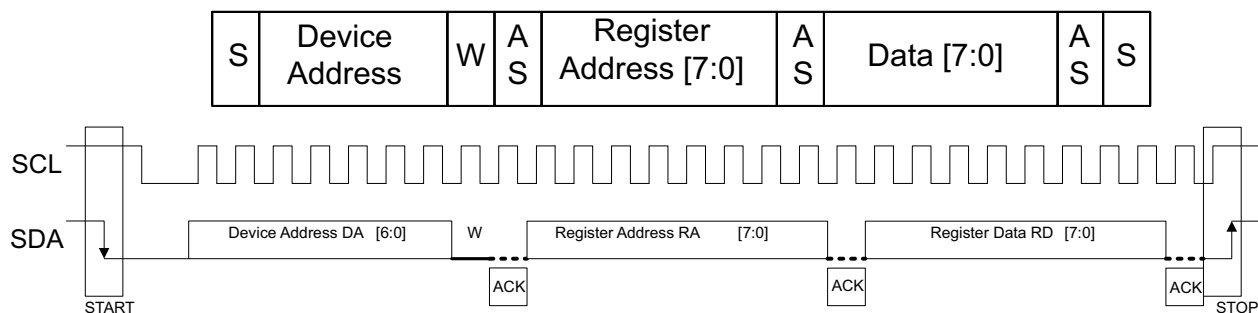 S
Device
Address
W
A
S
Register
Address [7:0]
A
S
Data [7:0]
A
S
S
SCL
SDA
Device Address DA [6:0]
W
Register Address RA [7:0]
Register Data RD [7:0]
ACK
ACK
ACK
START
STOP